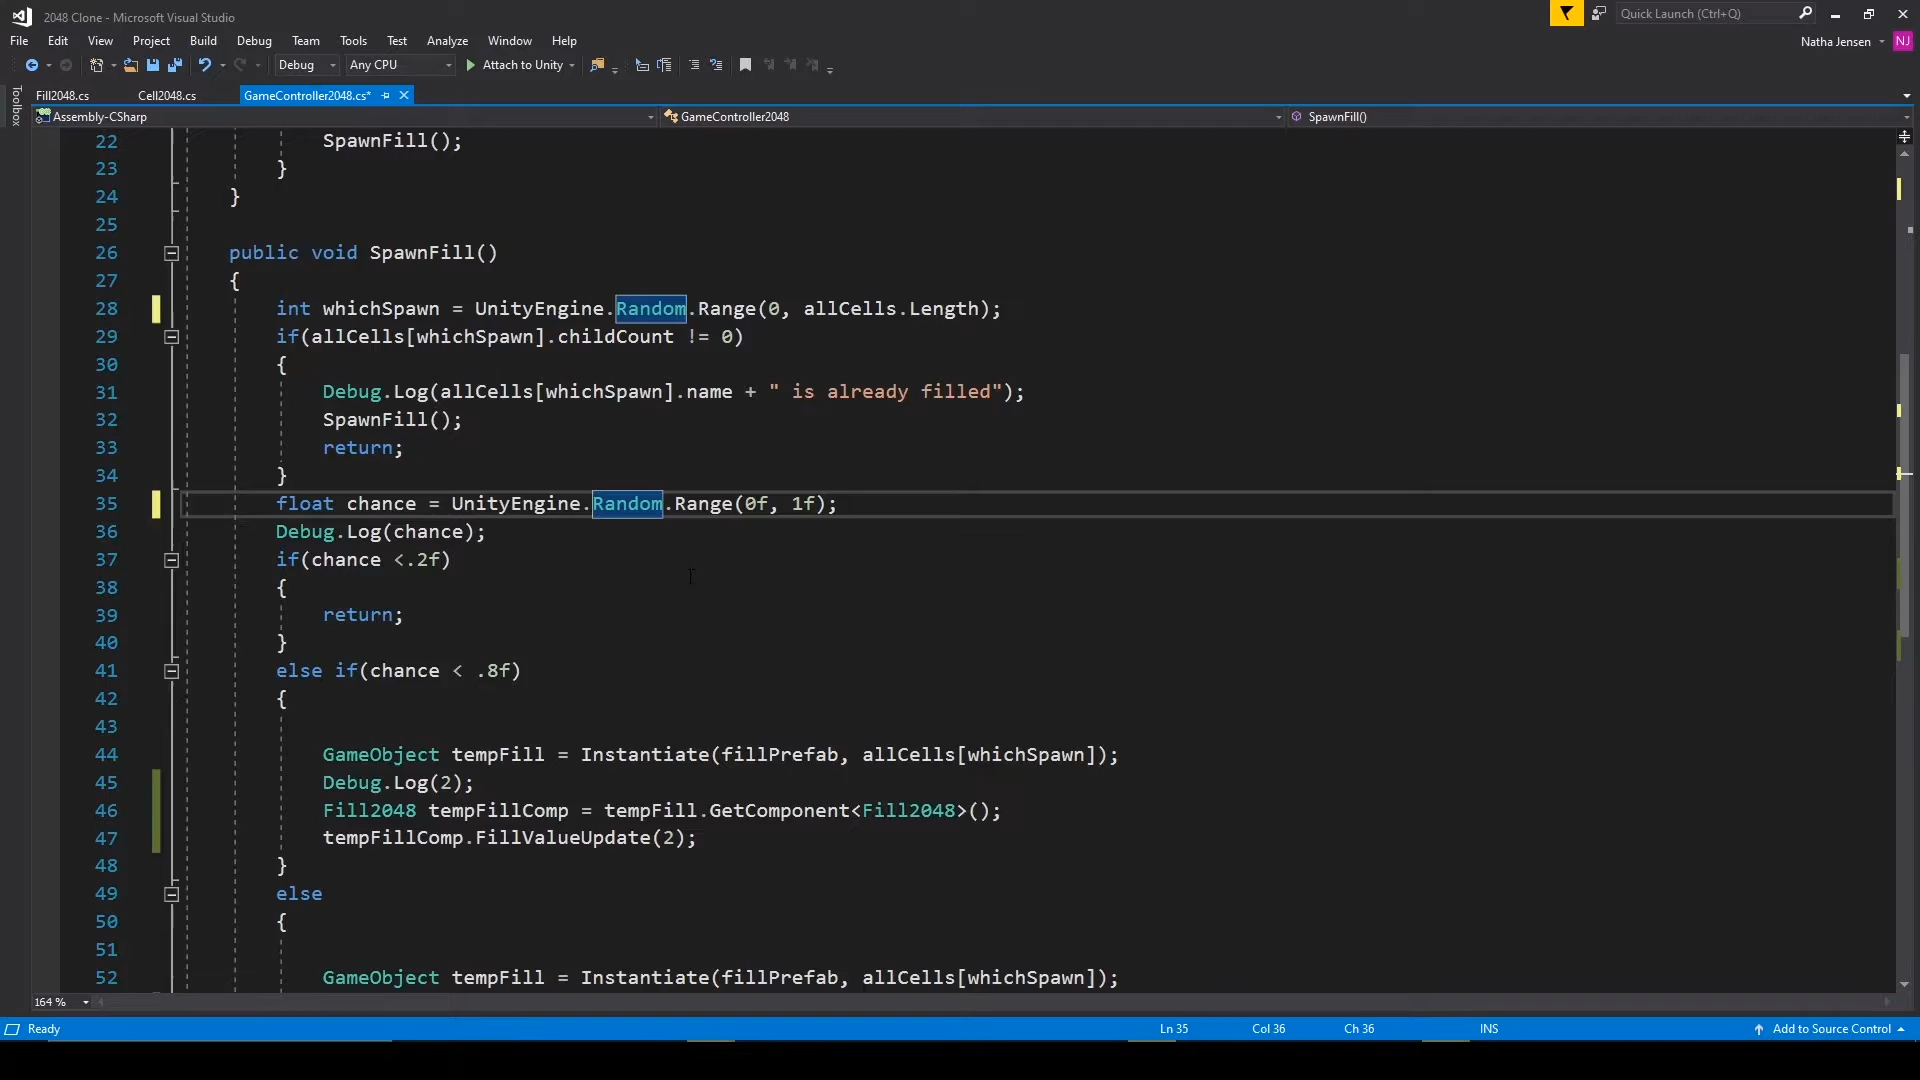 2048 Clone - Microsoft Visual Studio
Quick Launch (Ctrl+Q)
File Edit View Project Build Debug Team Tools Test Analyze Window Help
Natha Jensen NJ
Debug Any CPU Attach to Unity
Toolbox
Fill2048.cs Cell2048.cs GameController2048.cs*
Assembly-CSharp GameController2048 SpawnFill()
22 SpawnFill();
23 }
24 }
25
26 public void SpawnFill()
27 {
28 int whichSpawn = UnityEngine.Random.Range(0, allCells.Length);
29 if(allCells[whichSpawn].childCount != 0)
30 {
31 Debug.Log(allCells[whichSpawn].name + " is already filled");
32 SpawnFill();
33 return;
34 }
35 float chance = UnityEngine.Random.Range(0f, 1f);
36 Debug.Log(chance);
37 if(chance <.2f)
38 {
39 return;
40 }
41 else if(chance < .8f)
42 {
43
44 GameObject tempFill = Instantiate(fillPrefab, allCells[whichSpawn]);
45 Debug.Log(2);
46 Fill2048 tempFillComp = tempFill.GetComponent<Fill2048>();
47 tempFillComp.FillValueUpdate(2);
48 }
49 else
50 {
51
52 GameObject tempFill = Instantiate(fillPrefab, allCells[whichSpawn]);
164 %
Ready Ln 35 Col 36 Ch 36 INS Add to Source Control